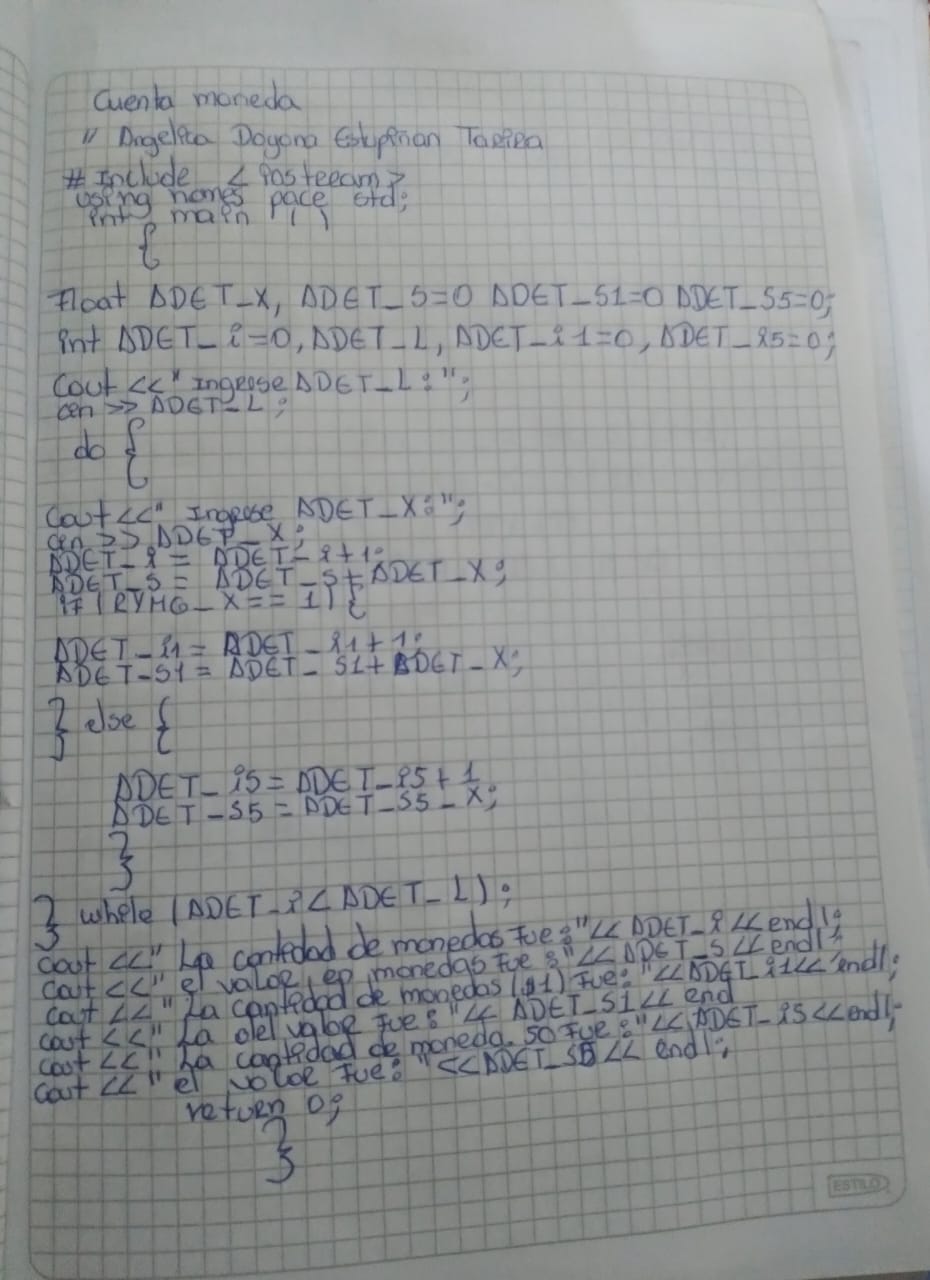 Cuenta moneda
// Angelica Dayana Estupiñan Tarira
# Include < iostream>
using names pace std;
int main ( )
{
Float ADET_X, ADET_S=0 ADET_S1=0 ADET_S5=0;
int ADET_i=0, ADET_L, ADET_i1=0, ADET_i5=0;
Cout <<" Ingrese ADET_L:";
cin >> ADET_L;
do {
Cout <<" Ingrese ADET_X:";
cin >> ADET_X;
ADET_i = ADET_i+1;
ADET_S = ADET_S+ ADET_X;
if ( RYMG_X == 1) {
ADET_i1 = ADET_i1+1;
ADET_S1 = ADET_S1+ ADET_X;
} else {
ADET_i5 = ADET_i5+1
ADET_S5 = ADET_S5_X;
}
} while (ADET_i< ADET_L);
cout <<" La cantidad de monedas fue:"<< ADET_i << endl;
cout <<" el valor en monedas fue :"<< ADET_S << endl;
cout <<" La cantidad de monedas ($1) fue: "<<ADET_i1<< endl;
cout <<" La del valor fue: "<< ADET_S1<< end
cout <<" La cantidad de moneda 50 fue:"<<ADET_i5<<endl;
cout <<" el valor fue: "<<ADET_S5<< endl;
return 0;
}
ESTILO